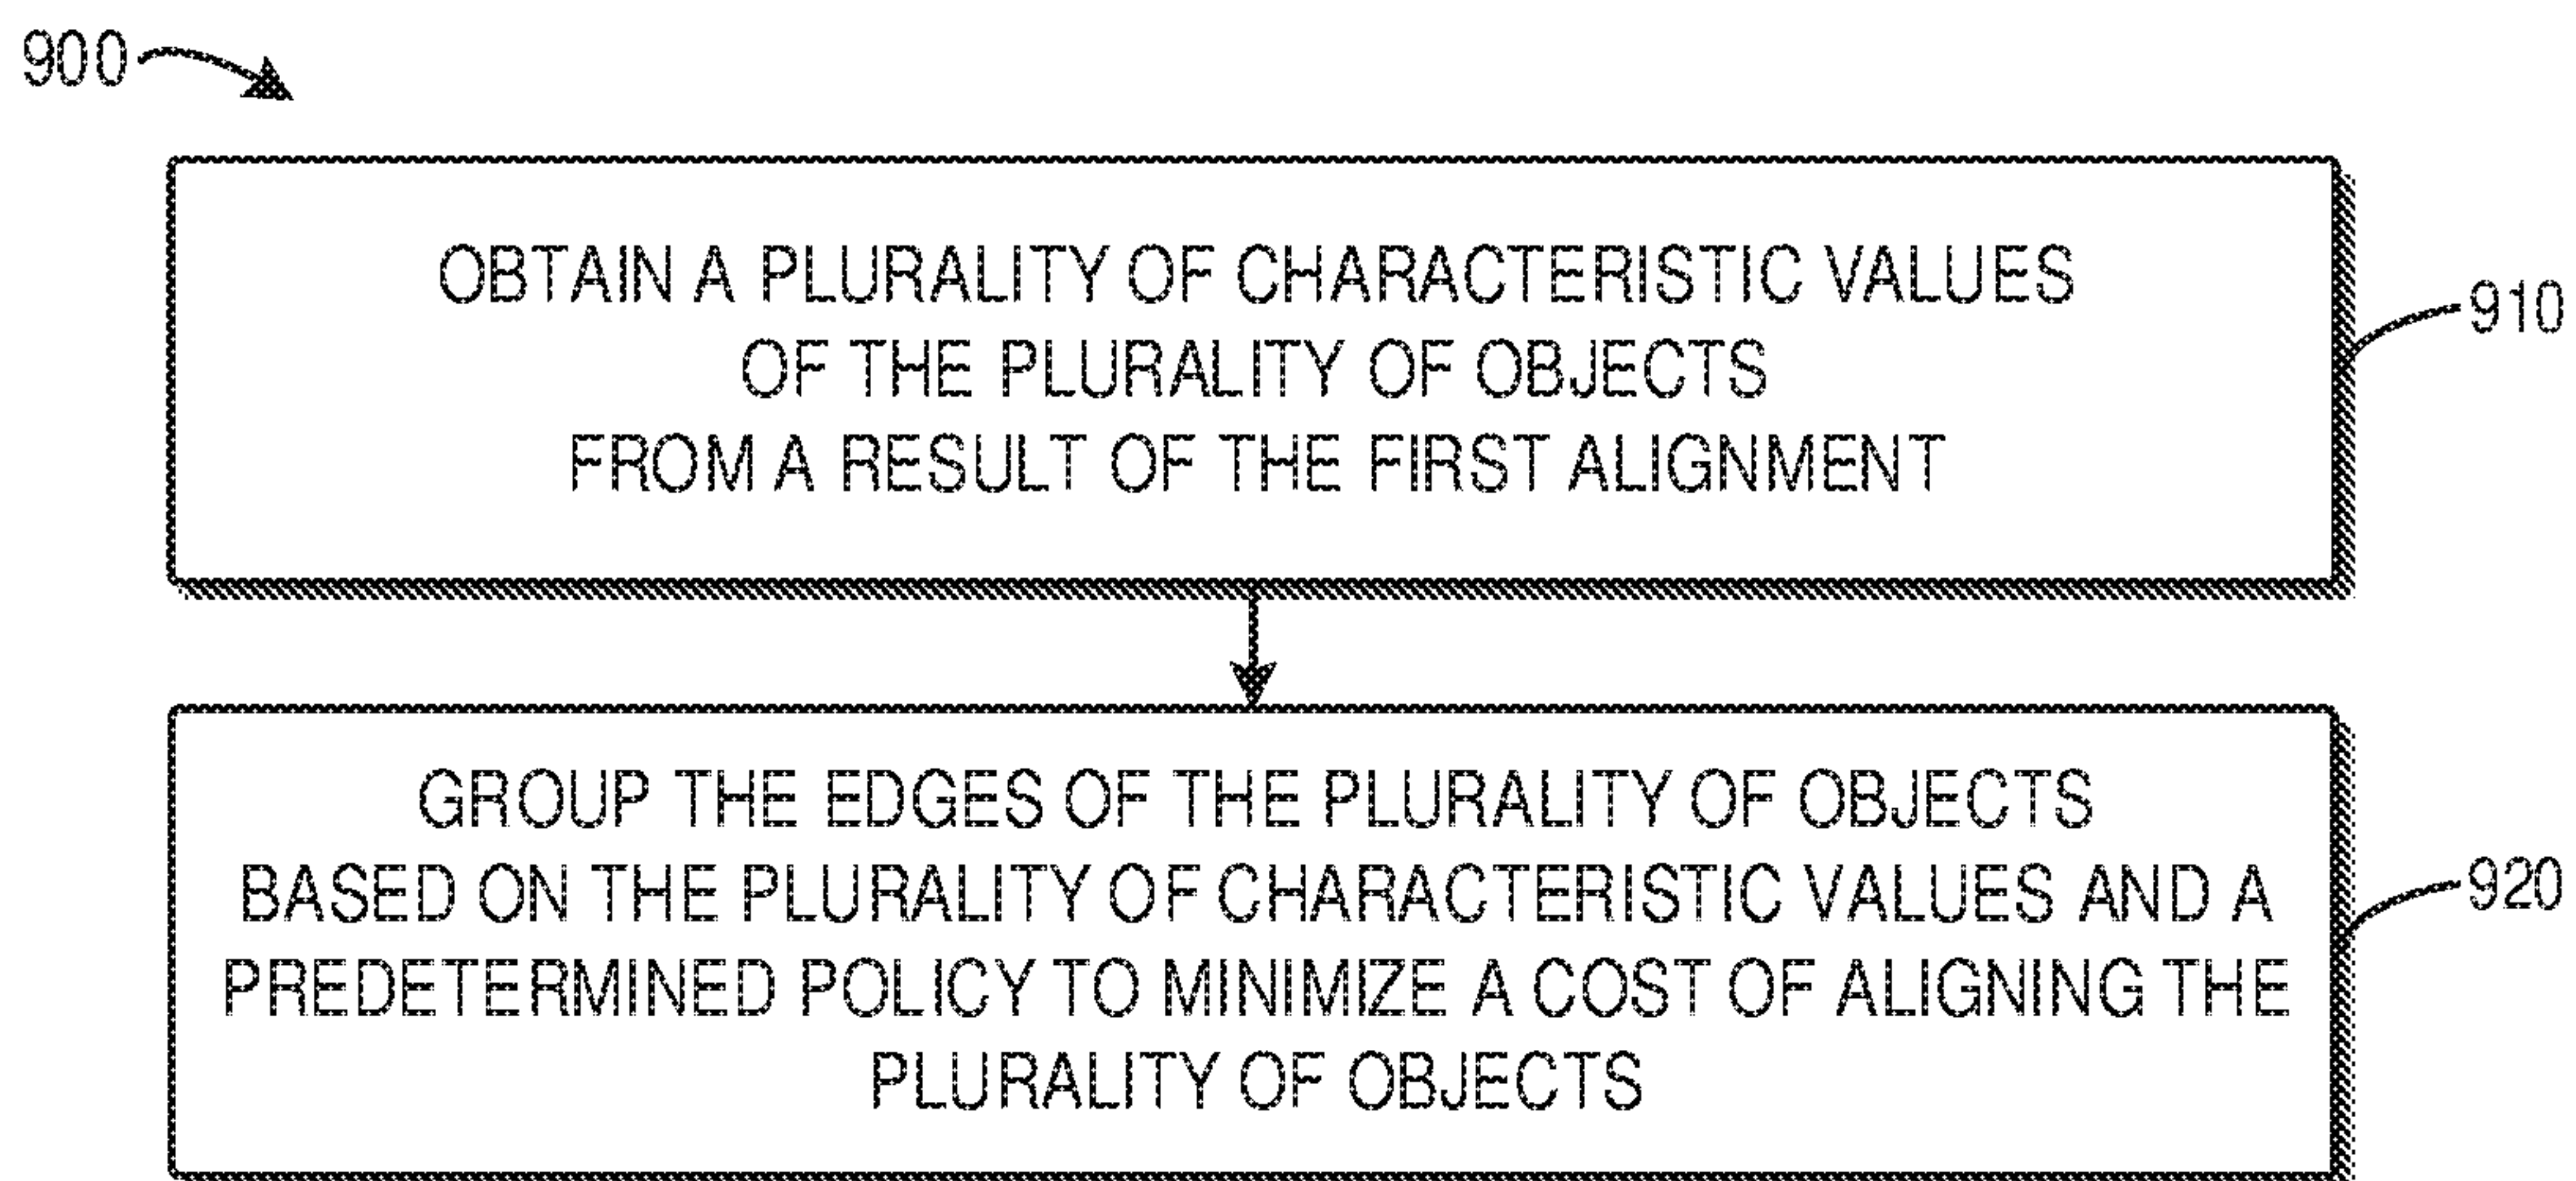 900
OBTAIN A PLURALITY OF CHARACTERISTIC VALUES
OF THE PLURALITY OF OBJECTS
FROM A RESULT OF THE FIRST ALIGNMENT
910
GROUP THE EDGES OF THE PLURALITY OF OBJECTS
BASED ON THE PLURALITY OF CHARACTERISTIC VALUES AND A
PREDETERMINED POLICY TO MINIMIZE A COST OF ALIGNING THE
PLURALITY OF OBJECTS
920